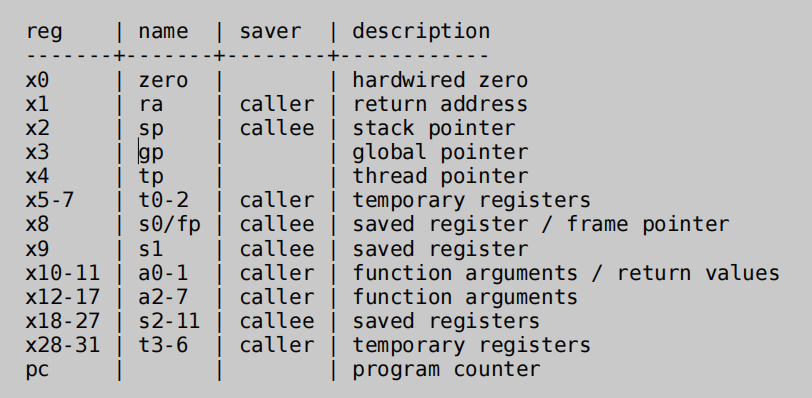 reg    | name  | saver  | description
-------+-------+--------+------------
x0     | zero  |        | hardwired zero
x1     | ra    | caller | return address
x2     | sp    | callee | stack pointer
x3     | gp    |        | global pointer
x4     | tp    |        | thread pointer
x5-7   | t0-2  | caller | temporary registers
x8     | s0/fp | callee | saved register / frame pointer
x9     | s1    | callee | saved register
x10-11 | a0-1  | caller | function arguments / return values
x12-17 | a2-7  | caller | function arguments
x18-27 | s2-11 | callee | saved registers
x28-31 | t3-6  | caller | temporary registers
pc     |       |        | program counter